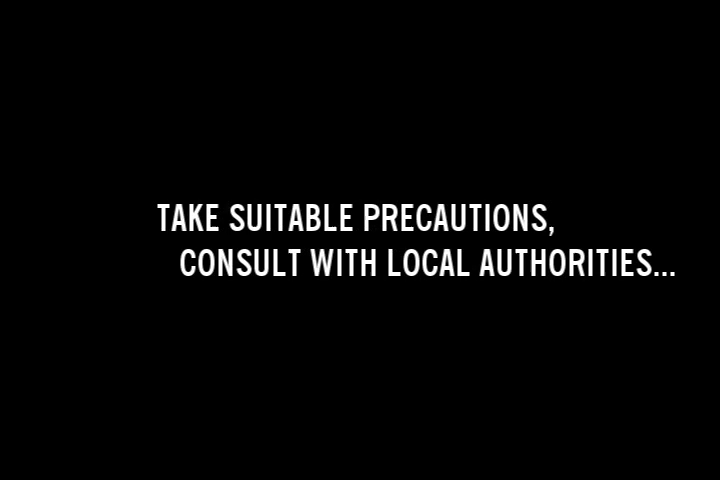 TAKE SUITABLE PRECAUTIONS,
CONSULT WITH LOCAL AUTHORITIES...